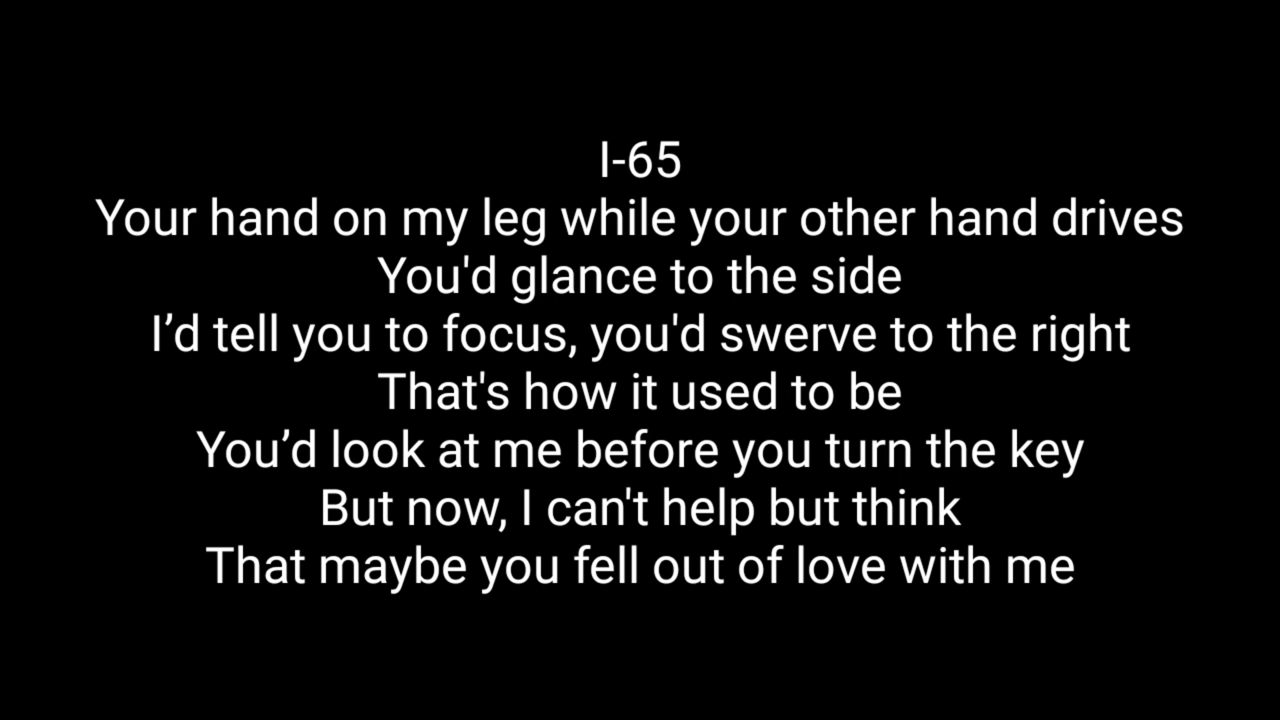 I-65
Your hand on my leg while your other hand drives
You'd glance to the side
I’d tell you to focus, you'd swerve to the right
That's how it used to be
You’d look at me before you turn the key
But now, I can't help but think
That maybe you fell out of love with me